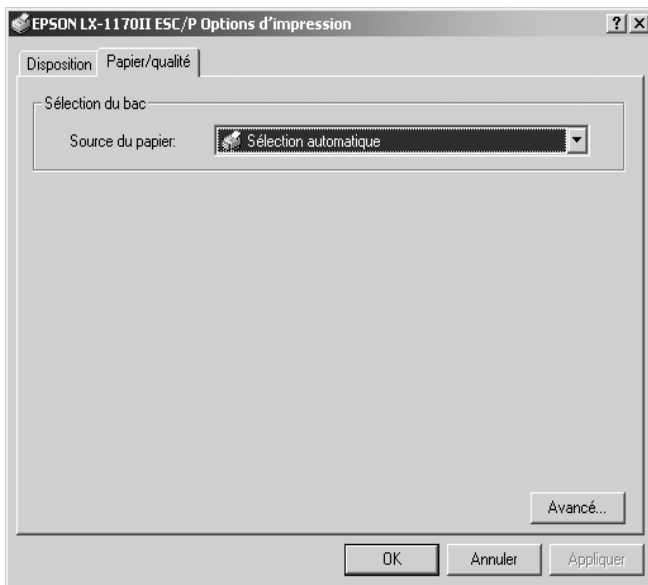 EPSON LX-1170II ESC/P Options d'impression
Disposition Papier/qualité
Sélection du bac
Source du papier: Sélection automatique
Avancé...
OK Annuler Appliquer